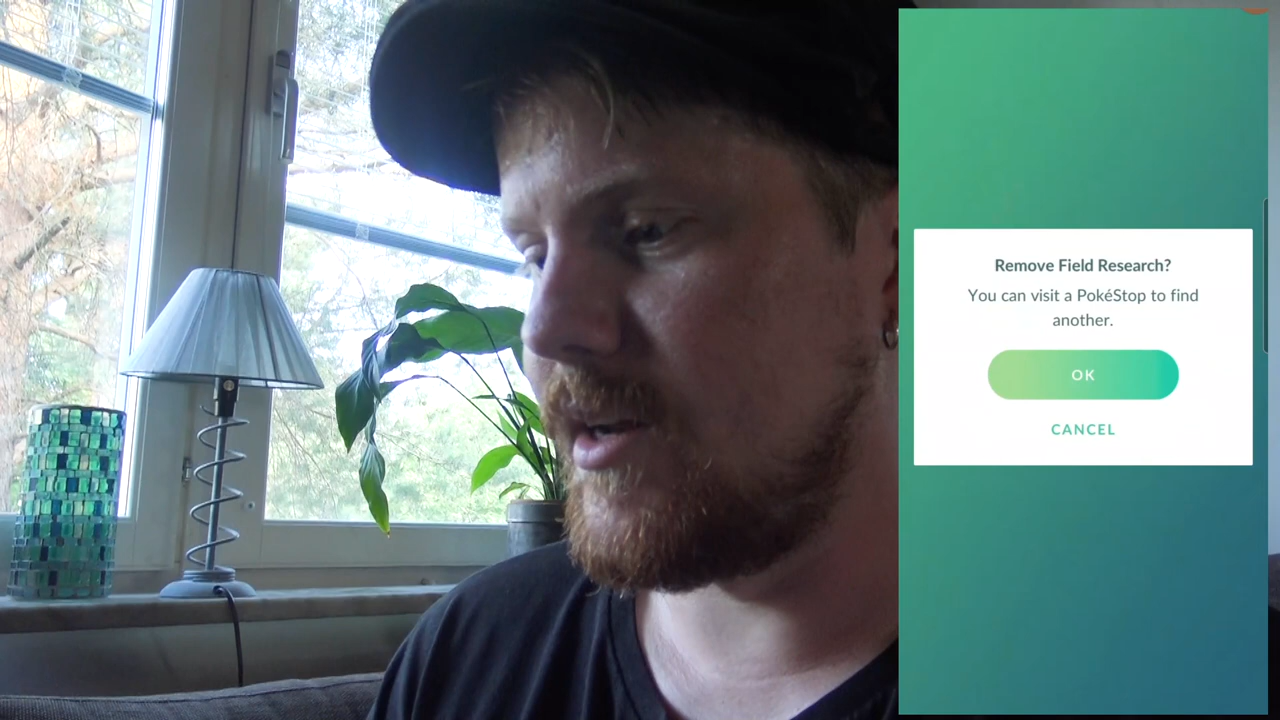 Remove Field Research?
You can visit a PokéStop to find
another.
OK
CANCEL